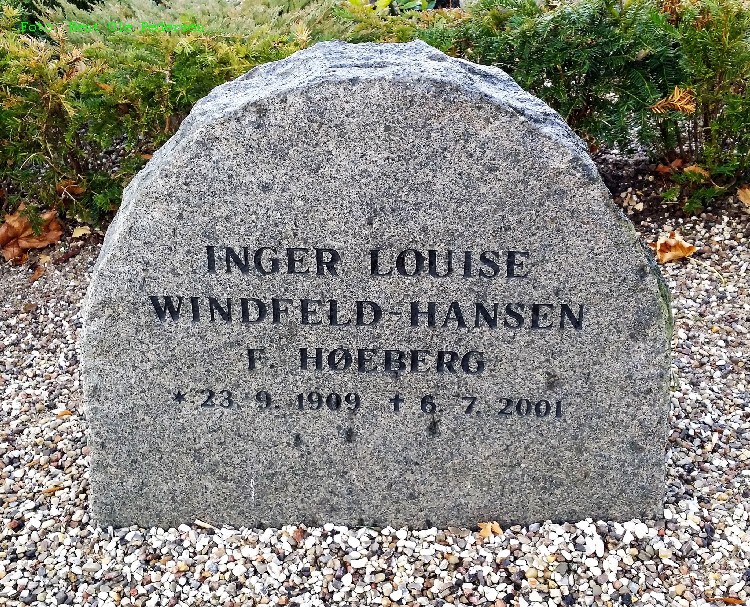 INGER LOUISE
WINDFELD-HANSEN
F. HØEBERG
* 23. 9. 1909 † 6. 7. 2001